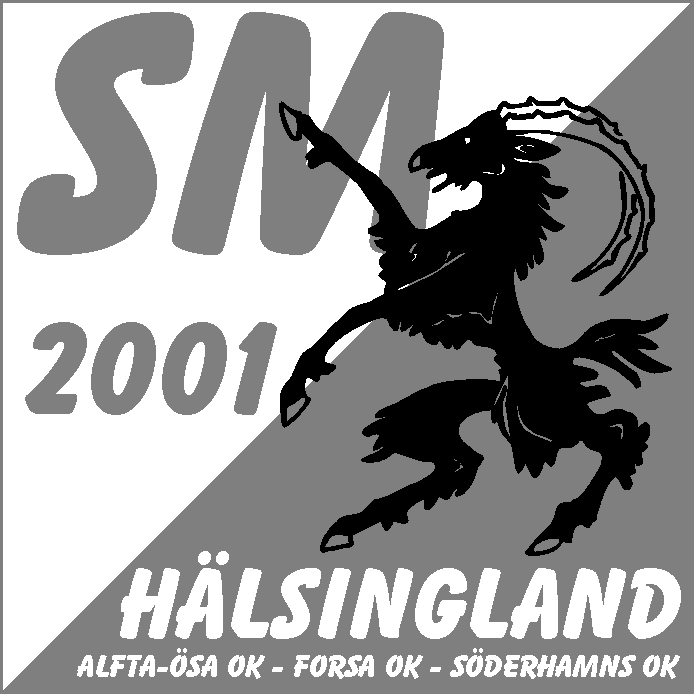 SM
2001
HÄLSINGLAND
ALFTA-ÖSA OK - FORSA OK - SÖDERHAMNS OK